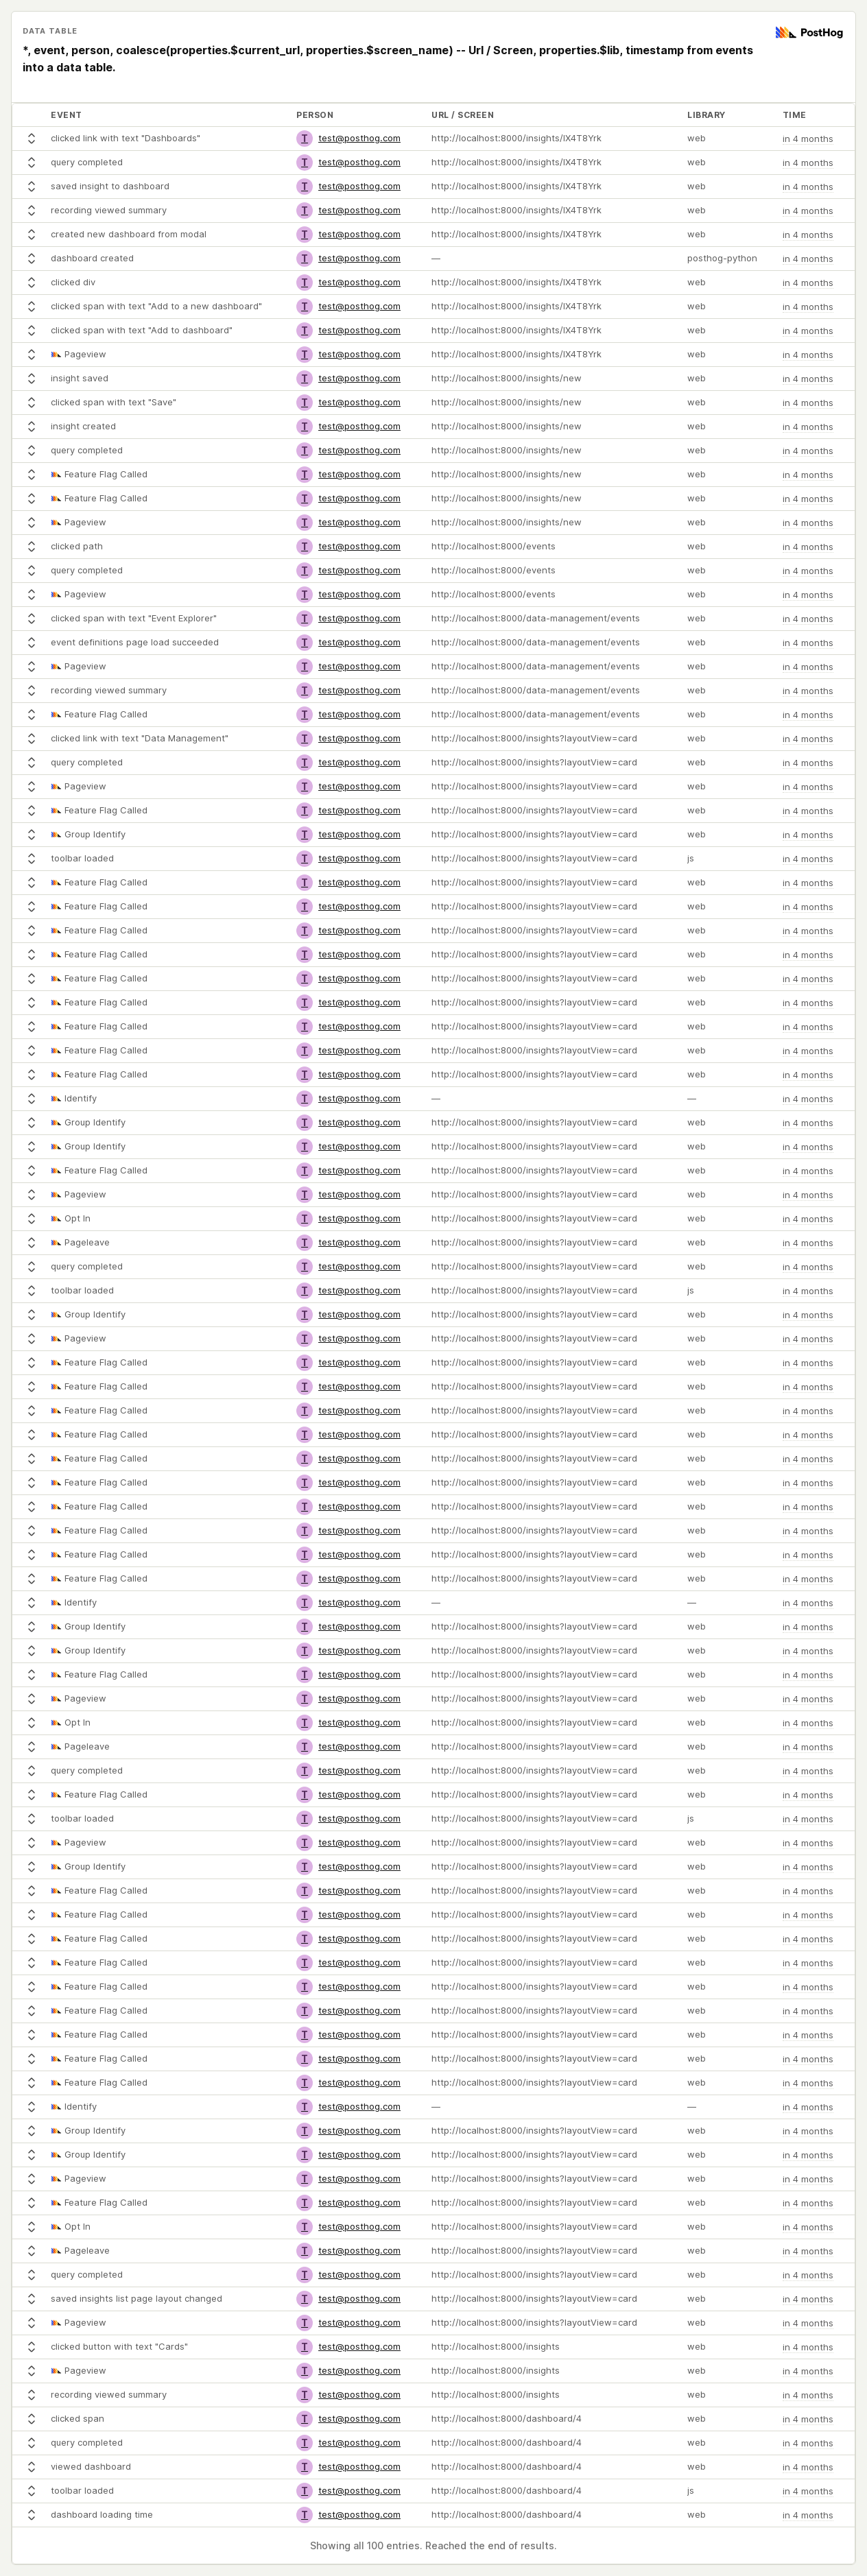 DATA TABLE
PostHog
*, event, person, coalesce(properties.$current_url, properties.$screen_name) -- Url / Screen, properties.$lib, timestamp from events
into a data table.
EVENT PERSON URL / SCREEN LIBRARY TIME
clicked link with text "Dashboards" T test@posthog.com http://localhost:8000/insights/IX4T8Yrk web in 4 months
query completed T test@posthog.com http://localhost:8000/insights/IX4T8Yrk web in 4 months
saved insight to dashboard T test@posthog.com http://localhost:8000/insights/IX4T8Yrk web in 4 months
recording viewed summary T test@posthog.com http://localhost:8000/insights/IX4T8Yrk web in 4 months
created new dashboard from modal T test@posthog.com http://localhost:8000/insights/IX4T8Yrk web in 4 months
dashboard created T test@posthog.com — posthog-python in 4 months
clicked div T test@posthog.com http://localhost:8000/insights/IX4T8Yrk web in 4 months
clicked span with text "Add to a new dashboard" T test@posthog.com http://localhost:8000/insights/IX4T8Yrk web in 4 months
clicked span with text "Add to dashboard" T test@posthog.com http://localhost:8000/insights/IX4T8Yrk web in 4 months
Pageview T test@posthog.com http://localhost:8000/insights/IX4T8Yrk web in 4 months
insight saved T test@posthog.com http://localhost:8000/insights/new web in 4 months
clicked span with text "Save" T test@posthog.com http://localhost:8000/insights/new web in 4 months
insight created T test@posthog.com http://localhost:8000/insights/new web in 4 months
query completed T test@posthog.com http://localhost:8000/insights/new web in 4 months
Feature Flag Called T test@posthog.com http://localhost:8000/insights/new web in 4 months
Feature Flag Called T test@posthog.com http://localhost:8000/insights/new web in 4 months
Pageview T test@posthog.com http://localhost:8000/insights/new web in 4 months
clicked path T test@posthog.com http://localhost:8000/events web in 4 months
query completed T test@posthog.com http://localhost:8000/events web in 4 months
Pageview T test@posthog.com http://localhost:8000/events web in 4 months
clicked span with text "Event Explorer" T test@posthog.com http://localhost:8000/data-management/events web in 4 months
event definitions page load succeeded T test@posthog.com http://localhost:8000/data-management/events web in 4 months
Pageview T test@posthog.com http://localhost:8000/data-management/events web in 4 months
recording viewed summary T test@posthog.com http://localhost:8000/data-management/events web in 4 months
Feature Flag Called T test@posthog.com http://localhost:8000/data-management/events web in 4 months
clicked link with text "Data Management" T test@posthog.com http://localhost:8000/insights?layoutView=card web in 4 months
query completed T test@posthog.com http://localhost:8000/insights?layoutView=card web in 4 months
Pageview T test@posthog.com http://localhost:8000/insights?layoutView=card web in 4 months
Feature Flag Called T test@posthog.com http://localhost:8000/insights?layoutView=card web in 4 months
Group Identify T test@posthog.com http://localhost:8000/insights?layoutView=card web in 4 months
toolbar loaded T test@posthog.com http://localhost:8000/insights?layoutView=card js in 4 months
Feature Flag Called T test@posthog.com http://localhost:8000/insights?layoutView=card web in 4 months
Feature Flag Called T test@posthog.com http://localhost:8000/insights?layoutView=card web in 4 months
Feature Flag Called T test@posthog.com http://localhost:8000/insights?layoutView=card web in 4 months
Feature Flag Called T test@posthog.com http://localhost:8000/insights?layoutView=card web in 4 months
Feature Flag Called T test@posthog.com http://localhost:8000/insights?layoutView=card web in 4 months
Feature Flag Called T test@posthog.com http://localhost:8000/insights?layoutView=card web in 4 months
Feature Flag Called T test@posthog.com http://localhost:8000/insights?layoutView=card web in 4 months
Feature Flag Called T test@posthog.com http://localhost:8000/insights?layoutView=card web in 4 months
Feature Flag Called T test@posthog.com http://localhost:8000/insights?layoutView=card web in 4 months
Identify T test@posthog.com — — in 4 months
Group Identify T test@posthog.com http://localhost:8000/insights?layoutView=card web in 4 months
Group Identify T test@posthog.com http://localhost:8000/insights?layoutView=card web in 4 months
Feature Flag Called T test@posthog.com http://localhost:8000/insights?layoutView=card web in 4 months
Pageview T test@posthog.com http://localhost:8000/insights?layoutView=card web in 4 months
Opt In T test@posthog.com http://localhost:8000/insights?layoutView=card web in 4 months
Pageleave T test@posthog.com http://localhost:8000/insights?layoutView=card web in 4 months
query completed T test@posthog.com http://localhost:8000/insights?layoutView=card web in 4 months
toolbar loaded T test@posthog.com http://localhost:8000/insights?layoutView=card js in 4 months
Group Identify T test@posthog.com http://localhost:8000/insights?layoutView=card web in 4 months
Pageview T test@posthog.com http://localhost:8000/insights?layoutView=card web in 4 months
Feature Flag Called T test@posthog.com http://localhost:8000/insights?layoutView=card web in 4 months
Feature Flag Called T test@posthog.com http://localhost:8000/insights?layoutView=card web in 4 months
Feature Flag Called T test@posthog.com http://localhost:8000/insights?layoutView=card web in 4 months
Feature Flag Called T test@posthog.com http://localhost:8000/insights?layoutView=card web in 4 months
Feature Flag Called T test@posthog.com http://localhost:8000/insights?layoutView=card web in 4 months
Feature Flag Called T test@posthog.com http://localhost:8000/insights?layoutView=card web in 4 months
Feature Flag Called T test@posthog.com http://localhost:8000/insights?layoutView=card web in 4 months
Feature Flag Called T test@posthog.com http://localhost:8000/insights?layoutView=card web in 4 months
Feature Flag Called T test@posthog.com http://localhost:8000/insights?layoutView=card web in 4 months
Feature Flag Called T test@posthog.com http://localhost:8000/insights?layoutView=card web in 4 months
Identify T test@posthog.com — — in 4 months
Group Identify T test@posthog.com http://localhost:8000/insights?layoutView=card web in 4 months
Group Identify T test@posthog.com http://localhost:8000/insights?layoutView=card web in 4 months
Feature Flag Called T test@posthog.com http://localhost:8000/insights?layoutView=card web in 4 months
Pageview T test@posthog.com http://localhost:8000/insights?layoutView=card web in 4 months
Opt In T test@posthog.com http://localhost:8000/insights?layoutView=card web in 4 months
Pageleave T test@posthog.com http://localhost:8000/insights?layoutView=card web in 4 months
query completed T test@posthog.com http://localhost:8000/insights?layoutView=card web in 4 months
Feature Flag Called T test@posthog.com http://localhost:8000/insights?layoutView=card web in 4 months
toolbar loaded T test@posthog.com http://localhost:8000/insights?layoutView=card js in 4 months
Pageview T test@posthog.com http://localhost:8000/insights?layoutView=card web in 4 months
Group Identify T test@posthog.com http://localhost:8000/insights?layoutView=card web in 4 months
Feature Flag Called T test@posthog.com http://localhost:8000/insights?layoutView=card web in 4 months
Feature Flag Called T test@posthog.com http://localhost:8000/insights?layoutView=card web in 4 months
Feature Flag Called T test@posthog.com http://localhost:8000/insights?layoutView=card web in 4 months
Feature Flag Called T test@posthog.com http://localhost:8000/insights?layoutView=card web in 4 months
Feature Flag Called T test@posthog.com http://localhost:8000/insights?layoutView=card web in 4 months
Feature Flag Called T test@posthog.com http://localhost:8000/insights?layoutView=card web in 4 months
Feature Flag Called T test@posthog.com http://localhost:8000/insights?layoutView=card web in 4 months
Feature Flag Called T test@posthog.com http://localhost:8000/insights?layoutView=card web in 4 months
Feature Flag Called T test@posthog.com http://localhost:8000/insights?layoutView=card web in 4 months
Identify T test@posthog.com — — in 4 months
Group Identify T test@posthog.com http://localhost:8000/insights?layoutView=card web in 4 months
Group Identify T test@posthog.com http://localhost:8000/insights?layoutView=card web in 4 months
Pageview T test@posthog.com http://localhost:8000/insights?layoutView=card web in 4 months
Feature Flag Called T test@posthog.com http://localhost:8000/insights?layoutView=card web in 4 months
Opt In T test@posthog.com http://localhost:8000/insights?layoutView=card web in 4 months
Pageleave T test@posthog.com http://localhost:8000/insights?layoutView=card web in 4 months
query completed T test@posthog.com http://localhost:8000/insights?layoutView=card web in 4 months
saved insights list page layout changed T test@posthog.com http://localhost:8000/insights?layoutView=card web in 4 months
Pageview T test@posthog.com http://localhost:8000/insights?layoutView=card web in 4 months
clicked button with text "Cards" T test@posthog.com http://localhost:8000/insights web in 4 months
Pageview T test@posthog.com http://localhost:8000/insights web in 4 months
recording viewed summary T test@posthog.com http://localhost:8000/insights web in 4 months
clicked span T test@posthog.com http://localhost:8000/dashboard/4 web in 4 months
query completed T test@posthog.com http://localhost:8000/dashboard/4 web in 4 months
viewed dashboard T test@posthog.com http://localhost:8000/dashboard/4 web in 4 months
toolbar loaded T test@posthog.com http://localhost:8000/dashboard/4 js in 4 months
dashboard loading time T test@posthog.com http://localhost:8000/dashboard/4 web in 4 months
Showing all 100 entries. Reached the end of results.